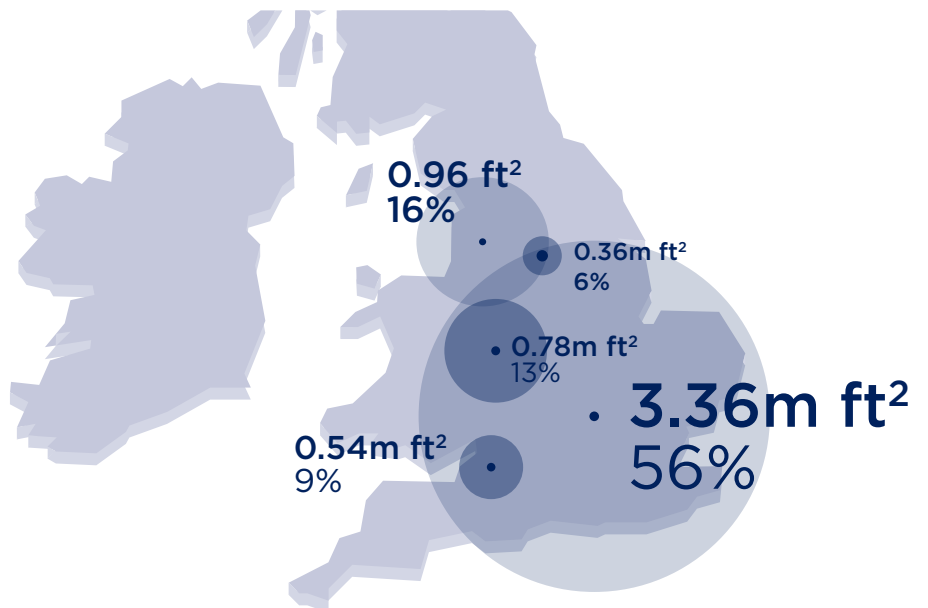 0.96 ft²
16%
0.36m ft²
6%
0.78m ft²
13%
3.36m ft²
56%
0.54m ft²
9%